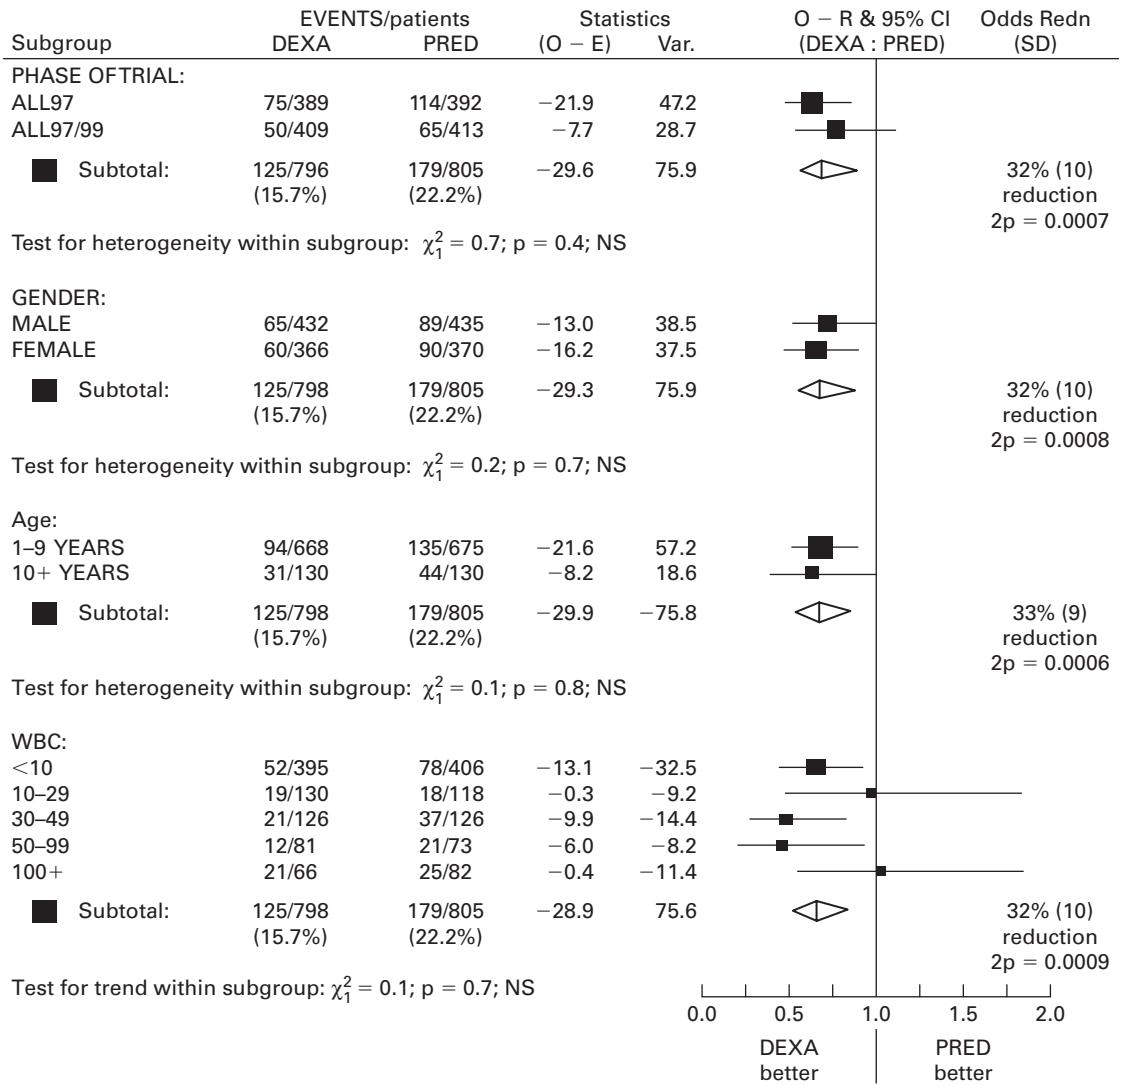 EVENTS/patients Statistics O − R & 95% CI Odds Redn
Subgroup DEXA PRED (O − E) Var. (DEXA : PRED) (SD)
PHASE OFTRIAL:
ALL97 75/389 114/392 −21.9 47.2
ALL97/99 50/409 65/413 −7.7 28.7
Subtotal: 125/796 179/805 −29.6 75.9 32% (10)
(15.7%) (22.2%) reduction
2p = 0.0007
Test for heterogeneity within subgroup: χ²₁ = 0.7; p = 0.4; NS
GENDER:
MALE 65/432 89/435 −13.0 38.5
FEMALE 60/366 90/370 −16.2 37.5
Subtotal: 125/798 179/805 −29.3 75.9 32% (10)
(15.7%) (22.2%) reduction
2p = 0.0008
Test for heterogeneity within subgroup: χ²₁ = 0.2; p = 0.7; NS
Age:
1–9 YEARS 94/668 135/675 −21.6 57.2
10+ YEARS 31/130 44/130 −8.2 18.6
Subtotal: 125/798 179/805 −29.9 −75.8 33% (9)
(15.7%) (22.2%) reduction
2p = 0.0006
Test for heterogeneity within subgroup: χ²₁ = 0.1; p = 0.8; NS
WBC:
<10 52/395 78/406 −13.1 −32.5
10–29 19/130 18/118 −0.3 −9.2
30–49 21/126 37/126 −9.9 −14.4
50–99 12/81 21/73 −6.0 −8.2
100+ 21/66 25/82 −0.4 −11.4
Subtotal: 125/798 179/805 −28.9 75.6 32% (10)
(15.7%) (22.2%) reduction
2p = 0.0009
Test for trend within subgroup: χ²₁ = 0.1; p = 0.7; NS
0.0 0.5 1.0 1.5 2.0
DEXA PRED
better better